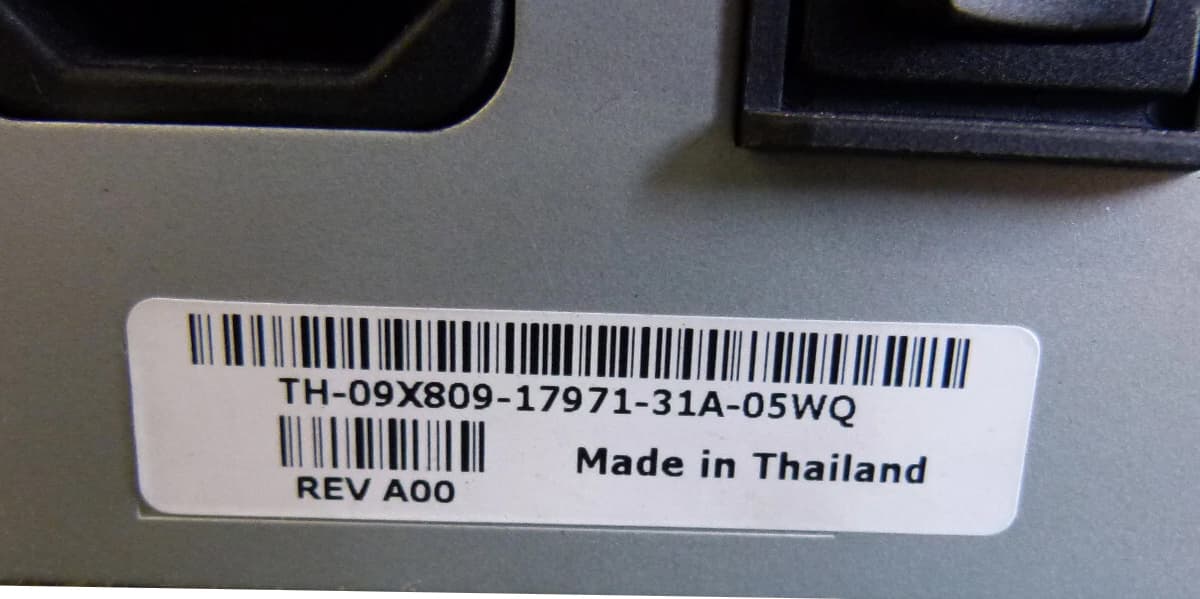 TH-09X809-17971-31A-05WQ
REV A00
Made in Thailand